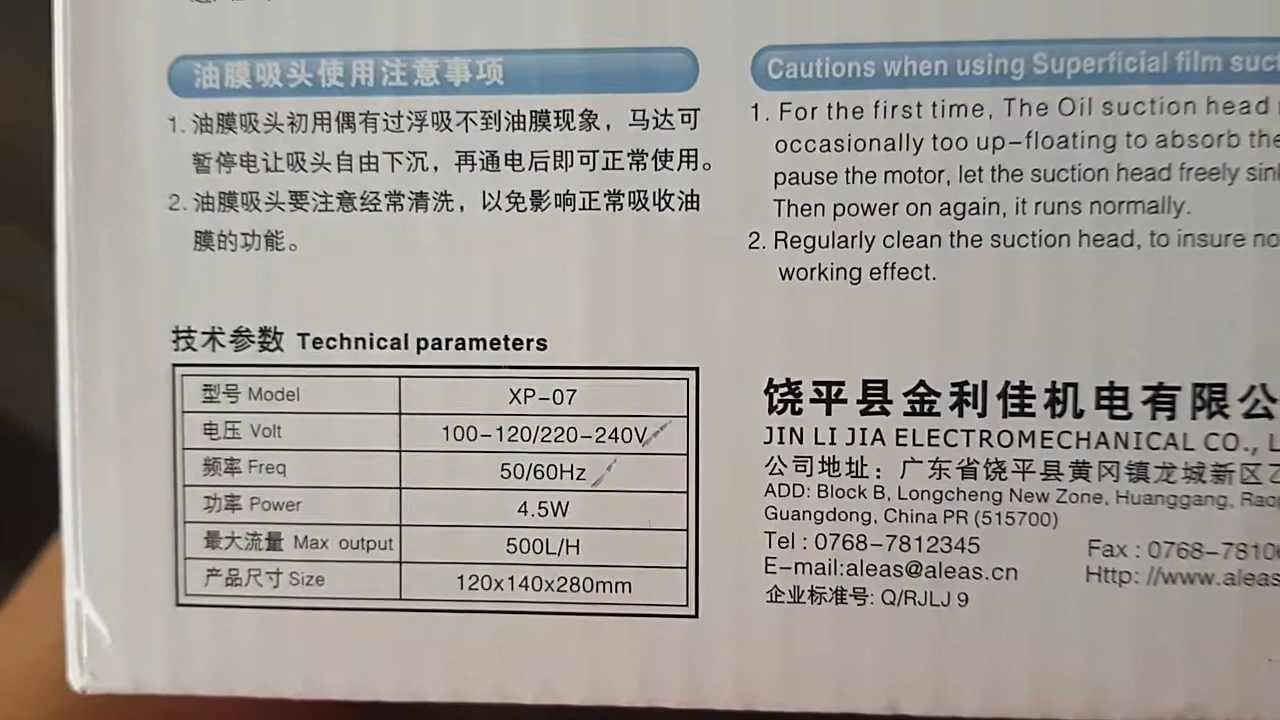 油膜吸头使用注意事项
1. 油膜吸头初用偶有过浮吸不到油膜现象，马达可
暂停电让吸头自由下沉，再通电后即可正常使用。
2. 油膜吸头要注意经常清洗，以免影响正常吸收油
膜的功能。
技术参数 Technical parameters
型号 Model XP-07
电压 Volt 100-120/220-240V
频率 Freq 50/60Hz
功率 Power 4.5W
最大流量 Max output 500L/H
产品尺寸 Size 120x140x280mm
Cautions when using Superficial film
1. For the first time, The Oil suction head
occasionally too up-floating to absorb the
pause the motor, let the suction head freely
Then power on again, it runs normally.
2. Regularly clean the suction head, to insure
working effect.
饶平县金利佳机电有限公
JIN LI JIA ELECTROMECHANICAL CO.,
公司地址：广东省饶平县黄冈镇龙城新区
ADD: Block B, Longcheng New Zone, Huanggang,
Guangdong, China PR (515700)
Tel : 0768-7812345
Fax : 0768-7810
E-mail:aleas@aleas.cn
Http: //www.aleas
企业标准号: Q/RJLJ 9